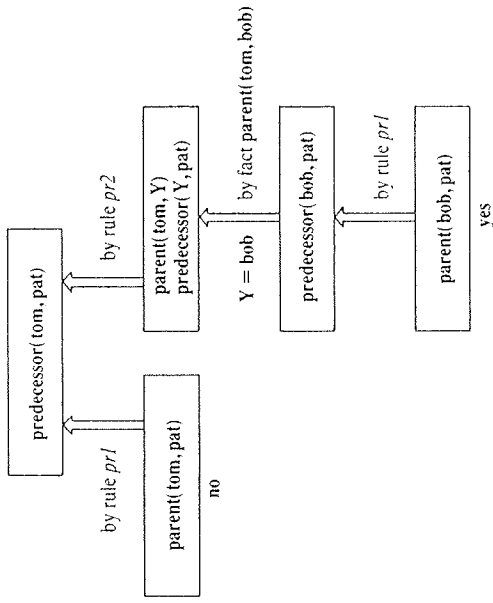 predecessor( tom, pat)
by rule pr1
by rule pr2
parent( tom, pat)
no
parent( tom, Y)
predecessor( Y, pat)
Y = bob
by fact parent( tom, bob)
predecessor( bob, pat)
by rule pr1
parent( bob, pat)
yes